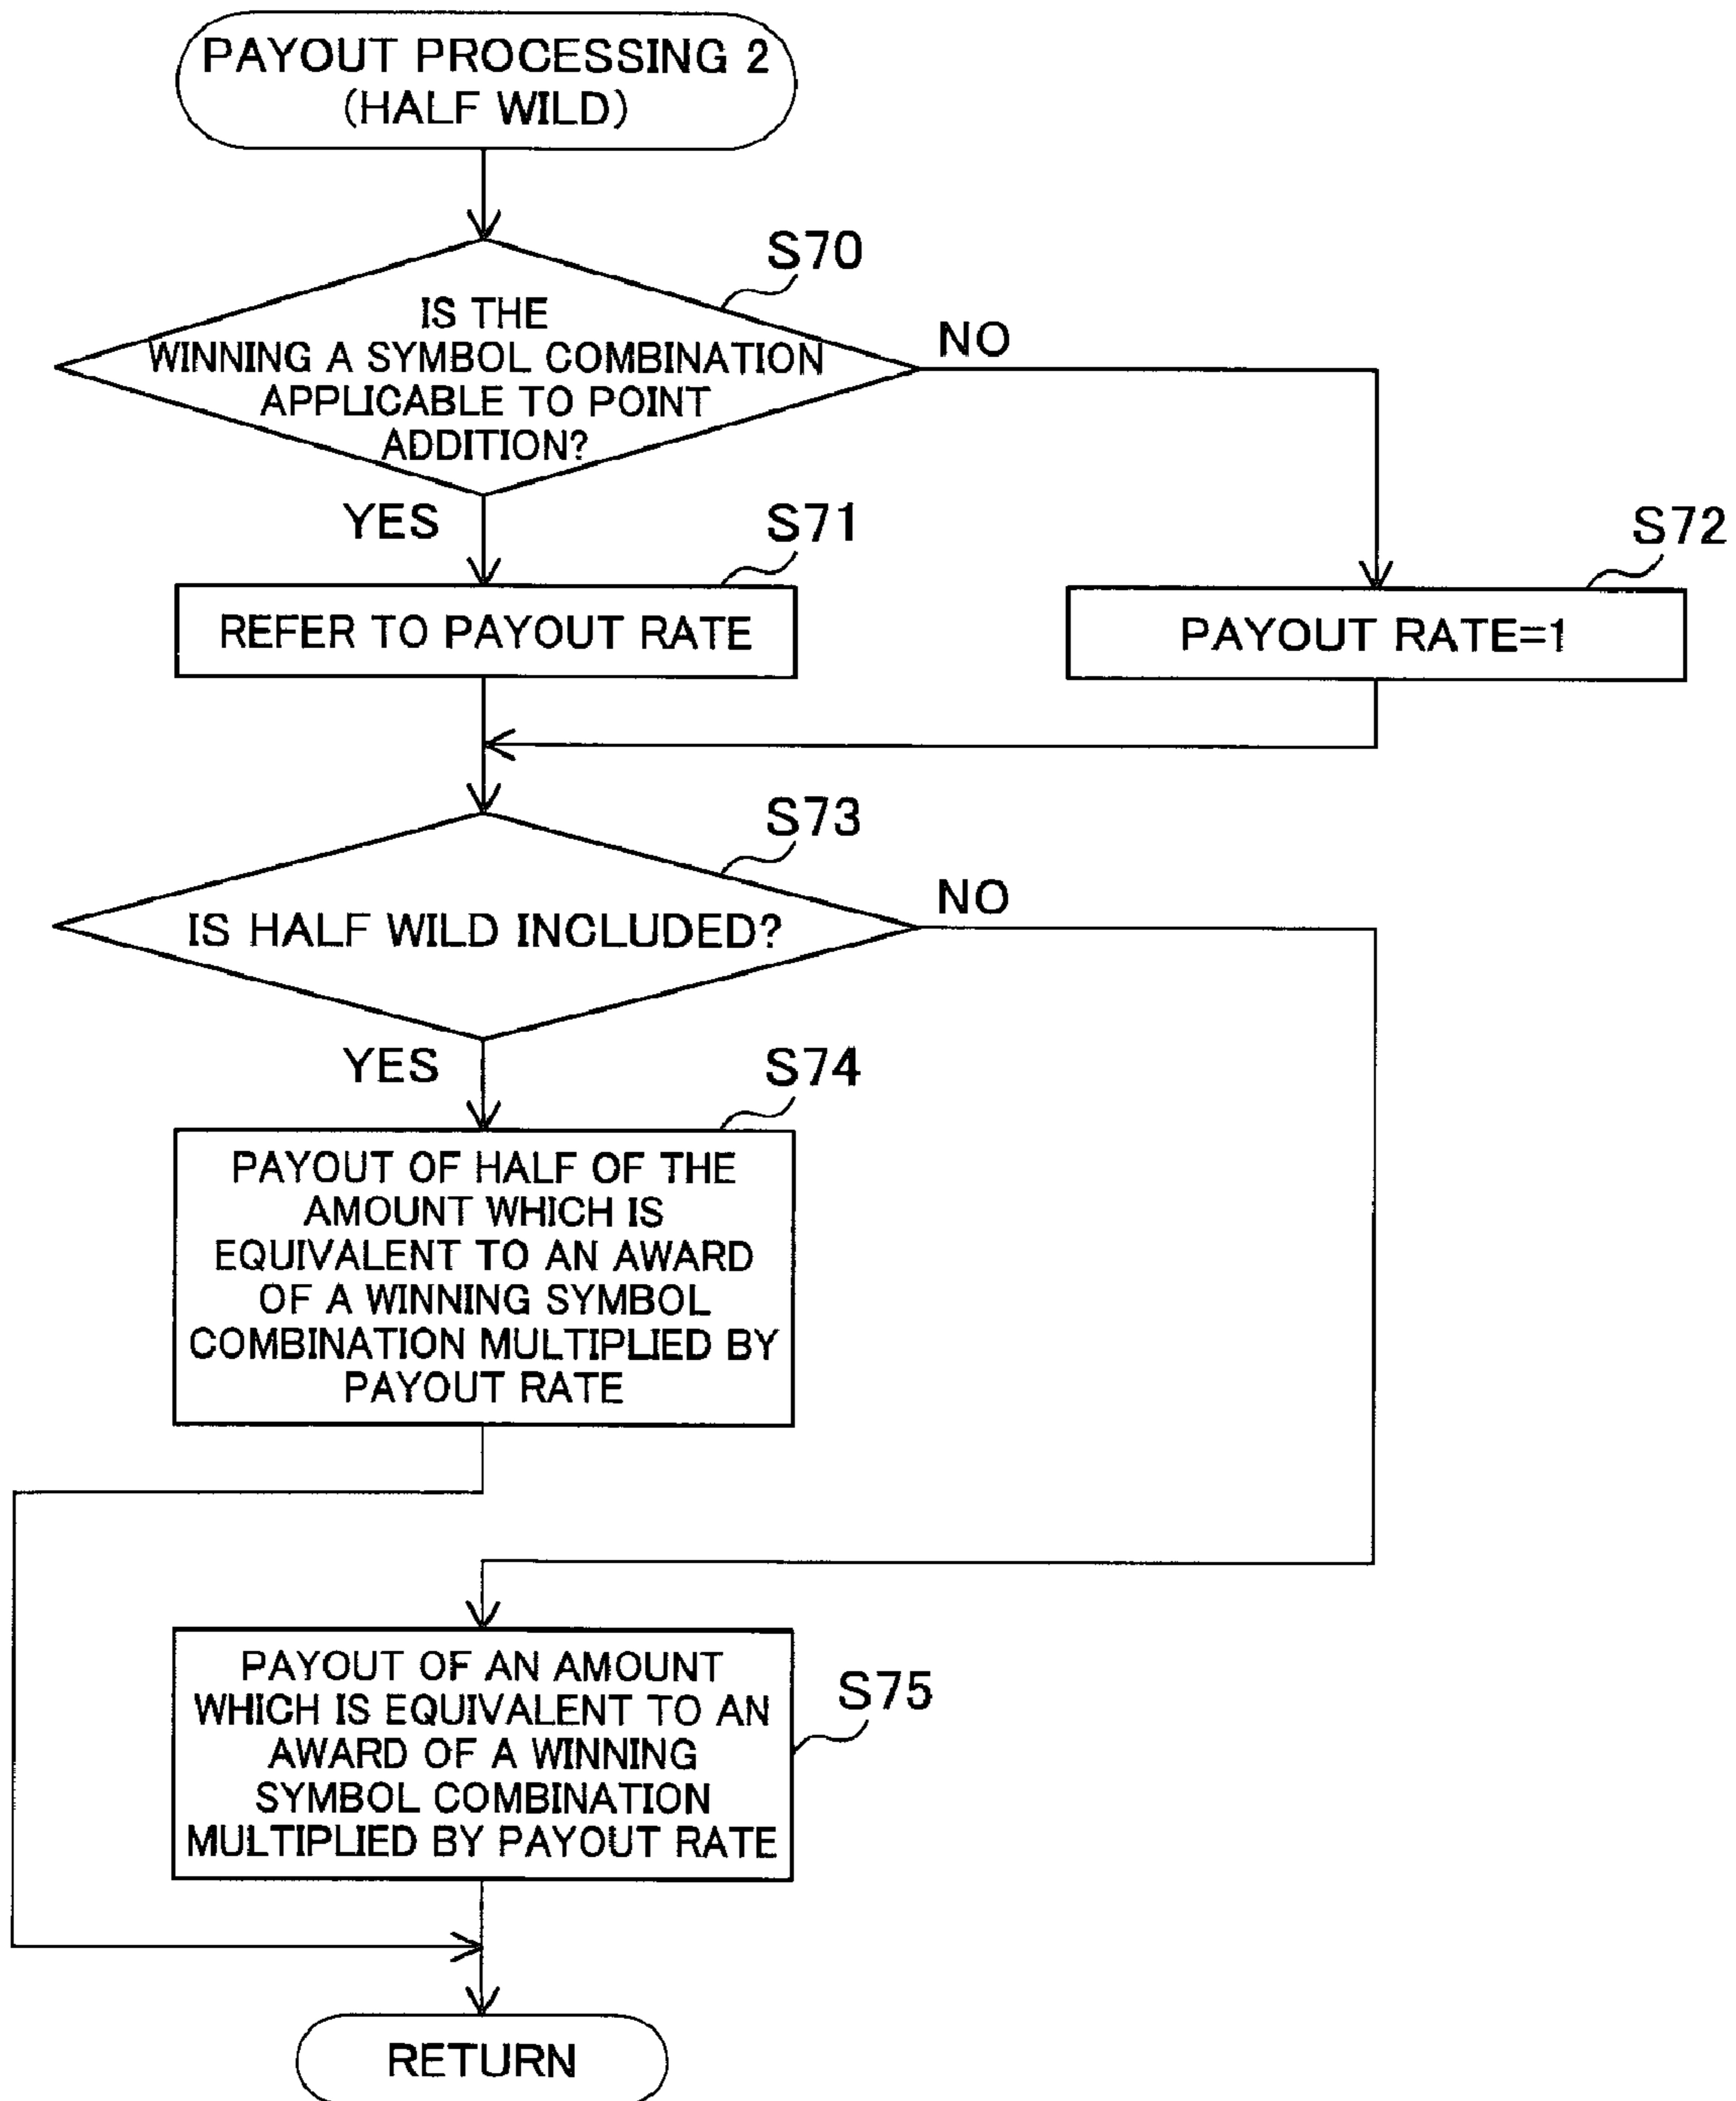 PAYOUT PROCESSING 2
(HALF WILD)
S70
IS THE
WINNING A SYMBOL COMBINATION
APPLICABLE TO POINT
ADDITION?
NO
YES
S71
REFER TO PAYOUT RATE
S72
PAYOUT RATE=1
S73
IS HALF WILD INCLUDED?
NO
YES
S74
PAYOUT OF HALF OF THE
AMOUNT WHICH IS
EQUIVALENT TO AN AWARD
OF A WINNING SYMBOL
COMBINATION MULTIPLIED BY
PAYOUT RATE
PAYOUT OF AN AMOUNT
WHICH IS EQUIVALENT TO AN
AWARD OF A WINNING
SYMBOL COMBINATION
MULTIPLIED BY PAYOUT RATE
S75
RETURN